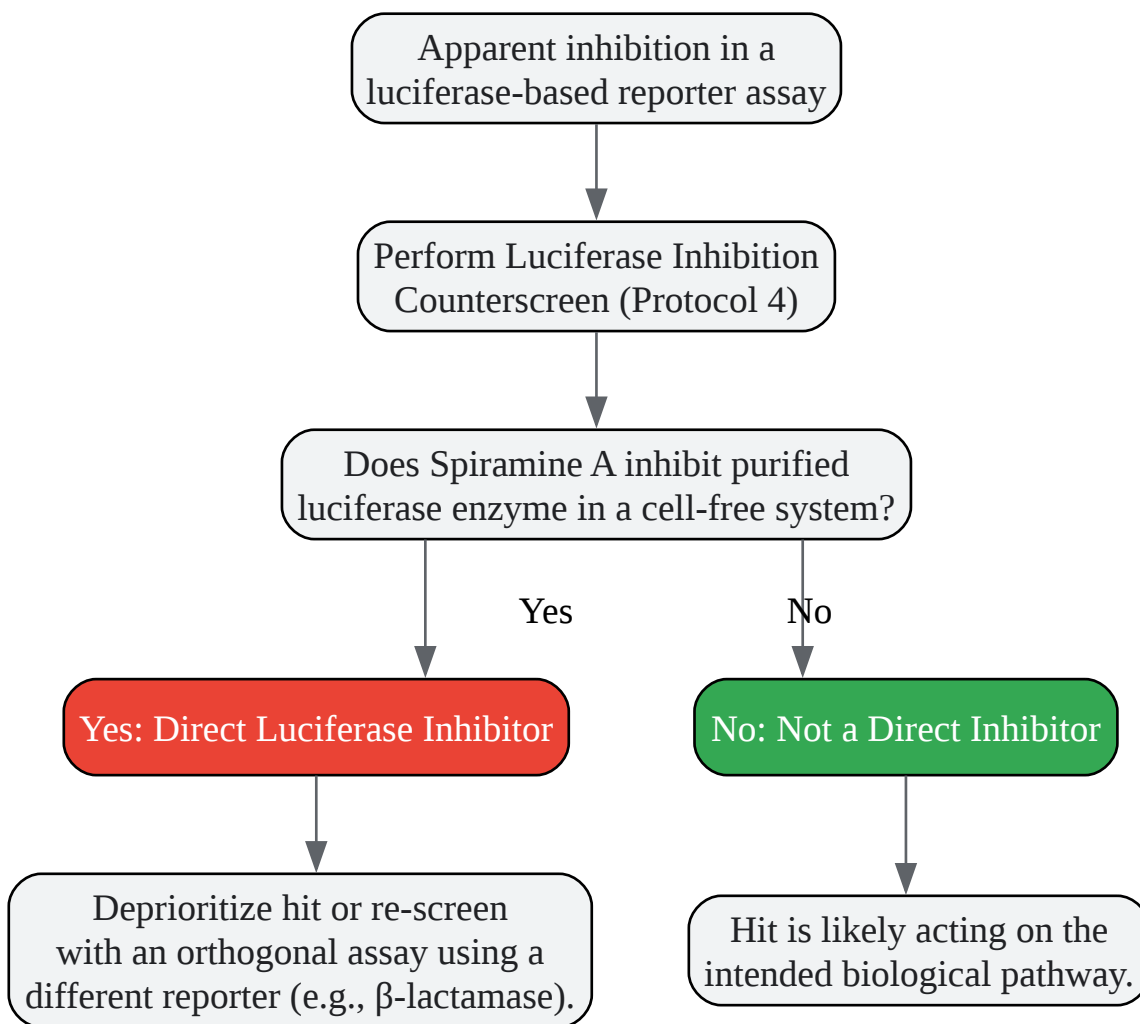 Apparent inhibition in a
luciferase-based reporter assay
Perform Luciferase Inhibition
Counterscreen (Protocol 4)
Does Spiramine A inhibit purified
luciferase enzyme in a cell-free system?
Yes
No
Yes: Direct Luciferase Inhibitor
No: Not a Direct Inhibitor
Deprioritize hit or re-screen
with an orthogonal assay using a
different reporter (e.g., β-lactamase).
Hit is likely acting on the
intended biological pathway.